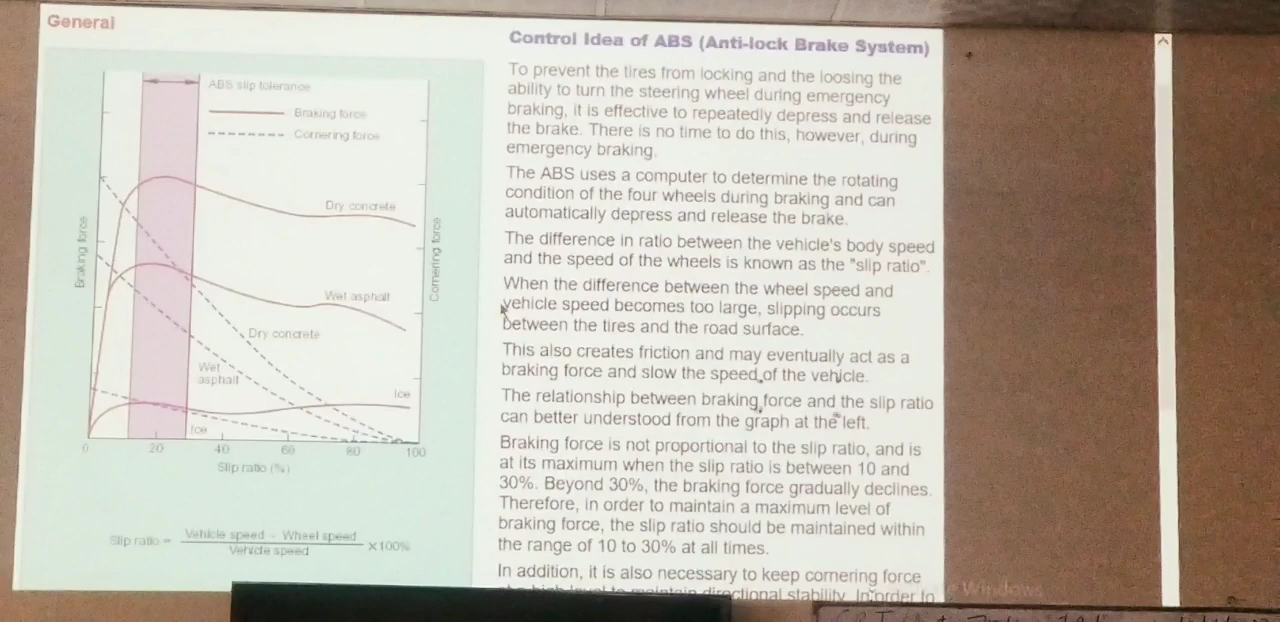 General
ABS slip tolerance
Braking force
Cornering force
Dry concrete
Wet asphalt
Dry concrete
Wet
asphalt
Ice
Ice
Braking force
Cornering force
0 20 40 60 80 100
Slip ratio (%)
Slip ratio = Vehicle speed - Wheel speed
Vehicle speed
×100%
Control Idea of ABS (Anti-lock Brake System)
To prevent the tires from locking and the loosing the
ability to turn the steering wheel during emergency
braking, it is effective to repeatedly depress and release
the brake. There is no time to do this, however, during
emergency braking.
The ABS uses a computer to determine the rotating
condition of the four wheels during braking and can
automatically depress and release the brake.
The difference in ratio between the vehicle's body speed
and the speed of the wheels is known as the "slip ratio".
When the difference between the wheel speed and
vehicle speed becomes too large, slipping occurs
between the tires and the road surface.
This also creates friction and may eventually act as a
braking force and slow the speed of the vehicle.
The relationship between braking force and the slip ratio
can better understood from the graph at the left.
Braking force is not proportional to the slip ratio, and is
at its maximum when the slip ratio is between 10 and
30%. Beyond 30%, the braking force gradually declines.
Therefore, in order to maintain a maximum level of
braking force, the slip ratio should be maintained within
the range of 10 to 30% at all times.
In addition, it is also necessary to keep cornering force
level to maintain directional stability. In order to
Windows